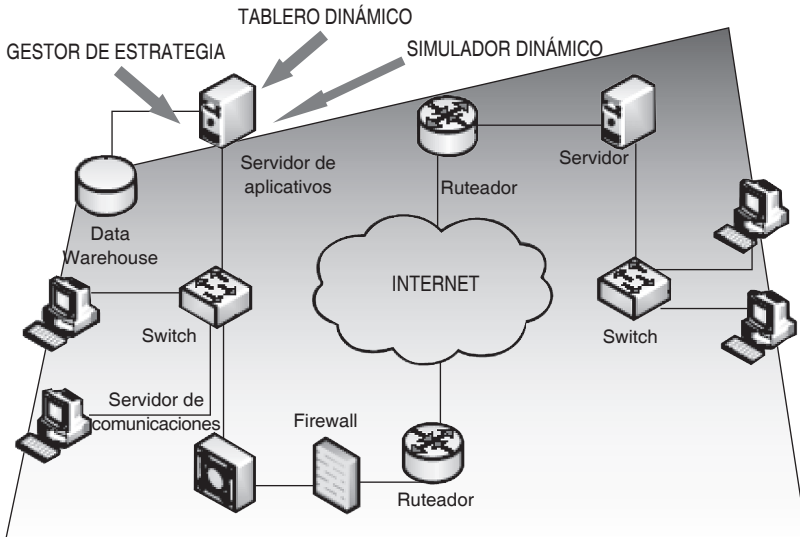 TABLERO DINÁMICO
GESTOR DE ESTRATEGIA
SIMULADOR DINÁMICO
Servidor de
aplicativos
Servidor
Ruteador
Data
Warehouse
INTERNET
Switch
Switch
Servidor de
comunicaciones
Firewall
Ruteador